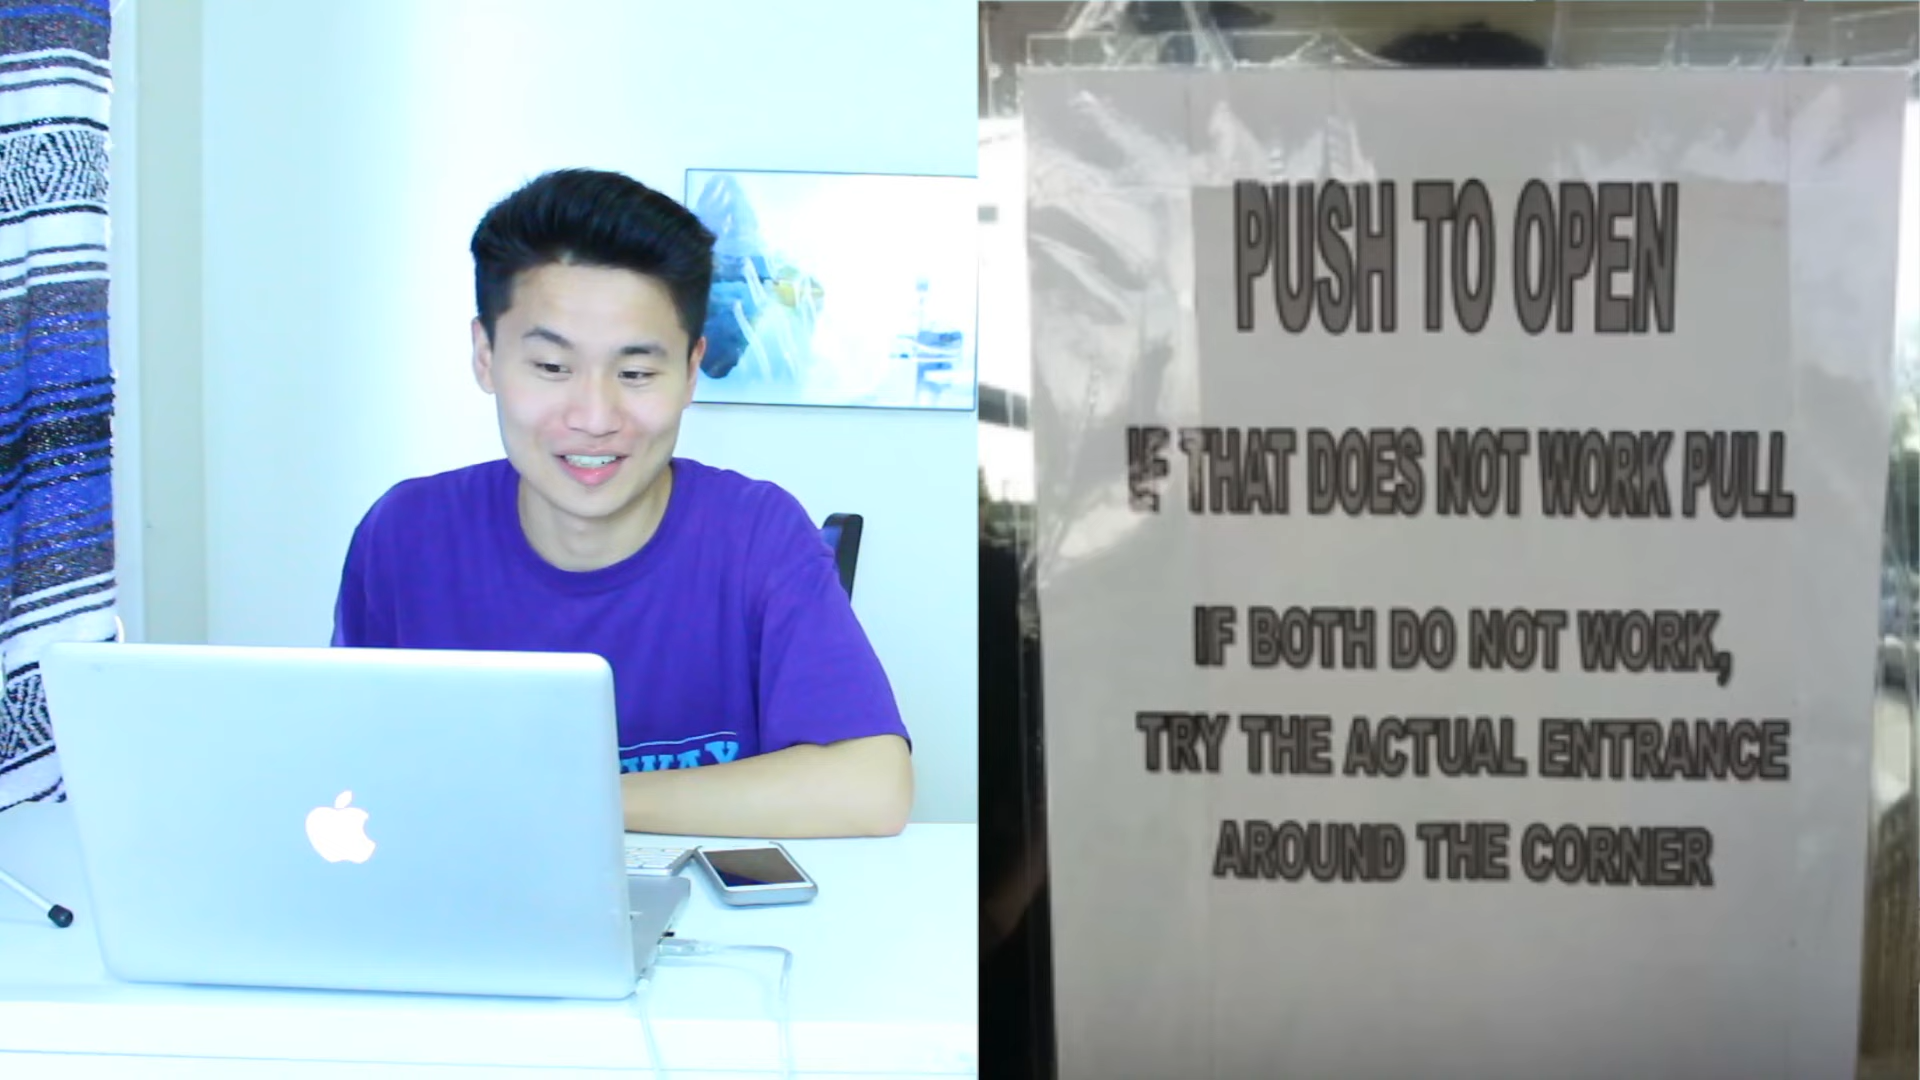 PUSH TO OPEN
IF THAT DOES NOT WORK PULL
IF BOTH DO NOT WORK,
TRY THE ACTUAL ENTRANCE
AROUND THE CORNER